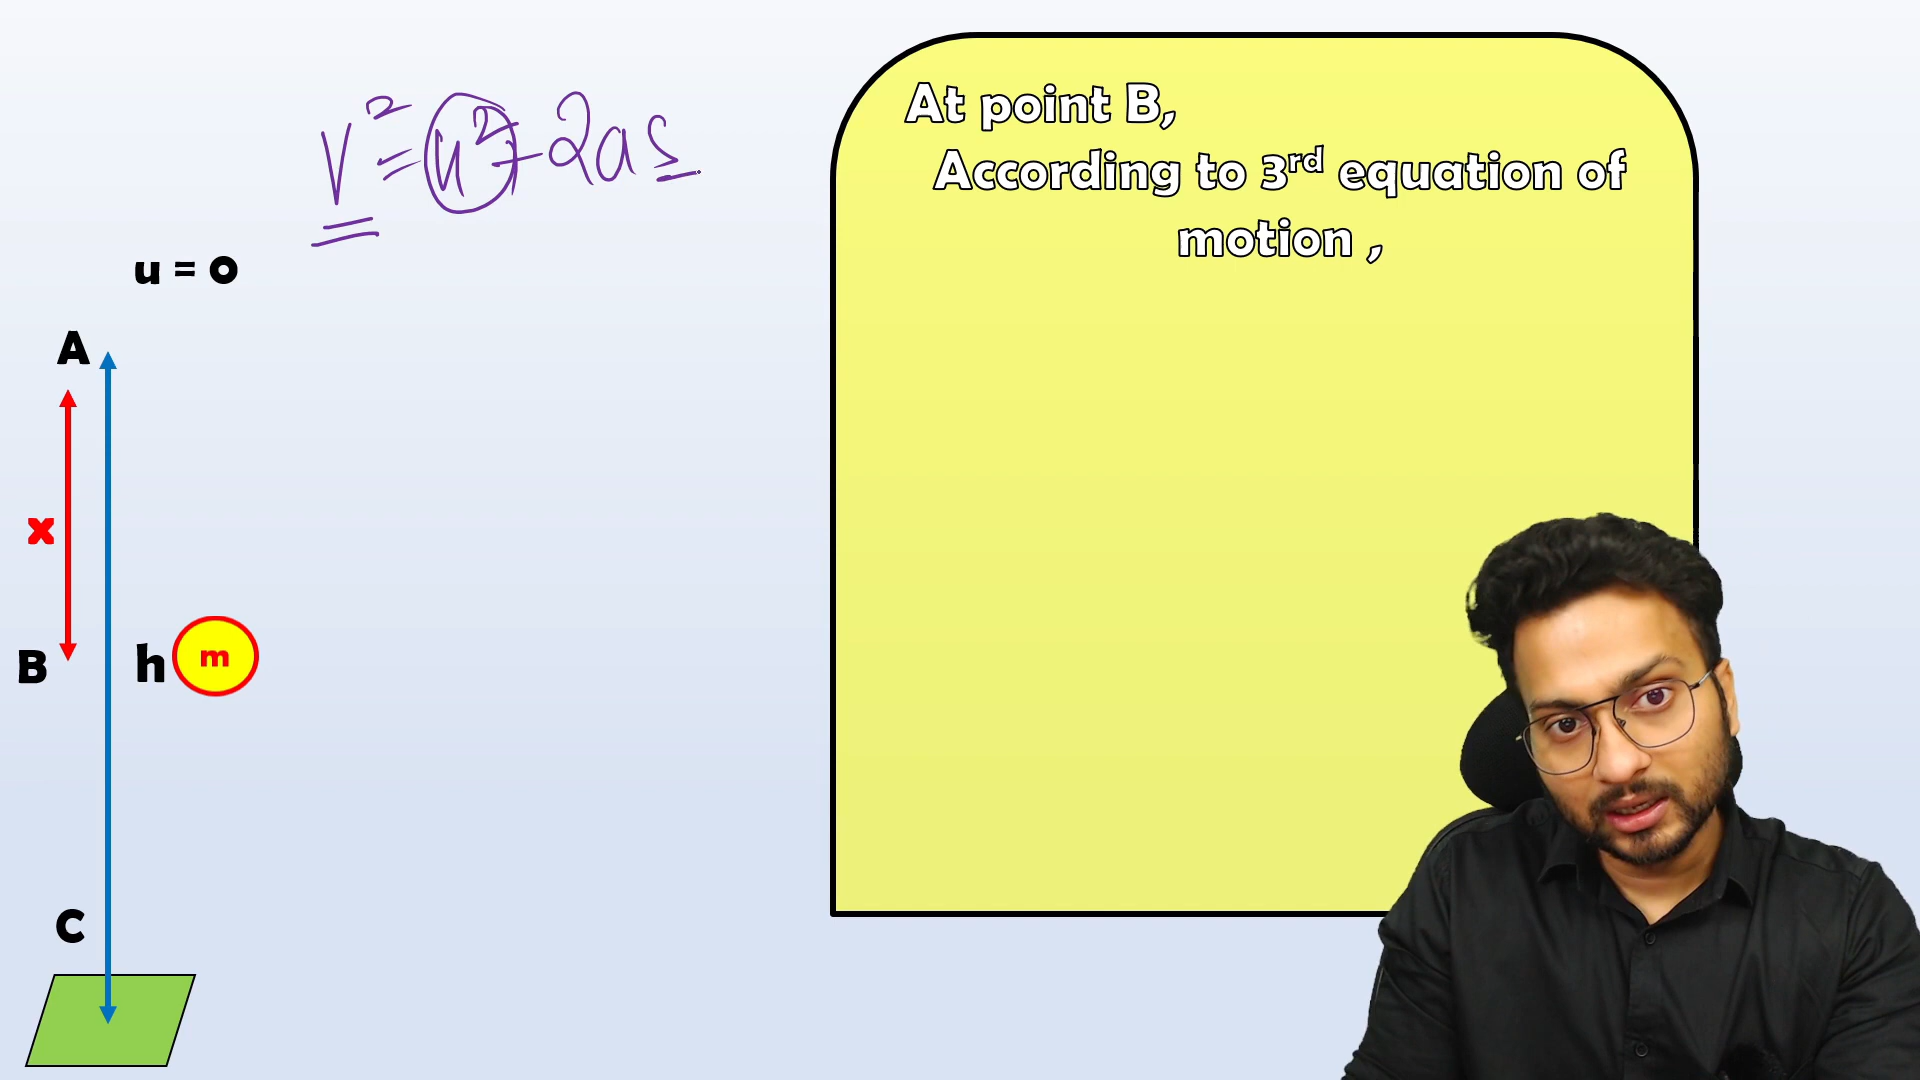 v² = u² + 2as
u = 0
A
x
B
h
m
C
At point B,
According to 3rd equation of
motion ,